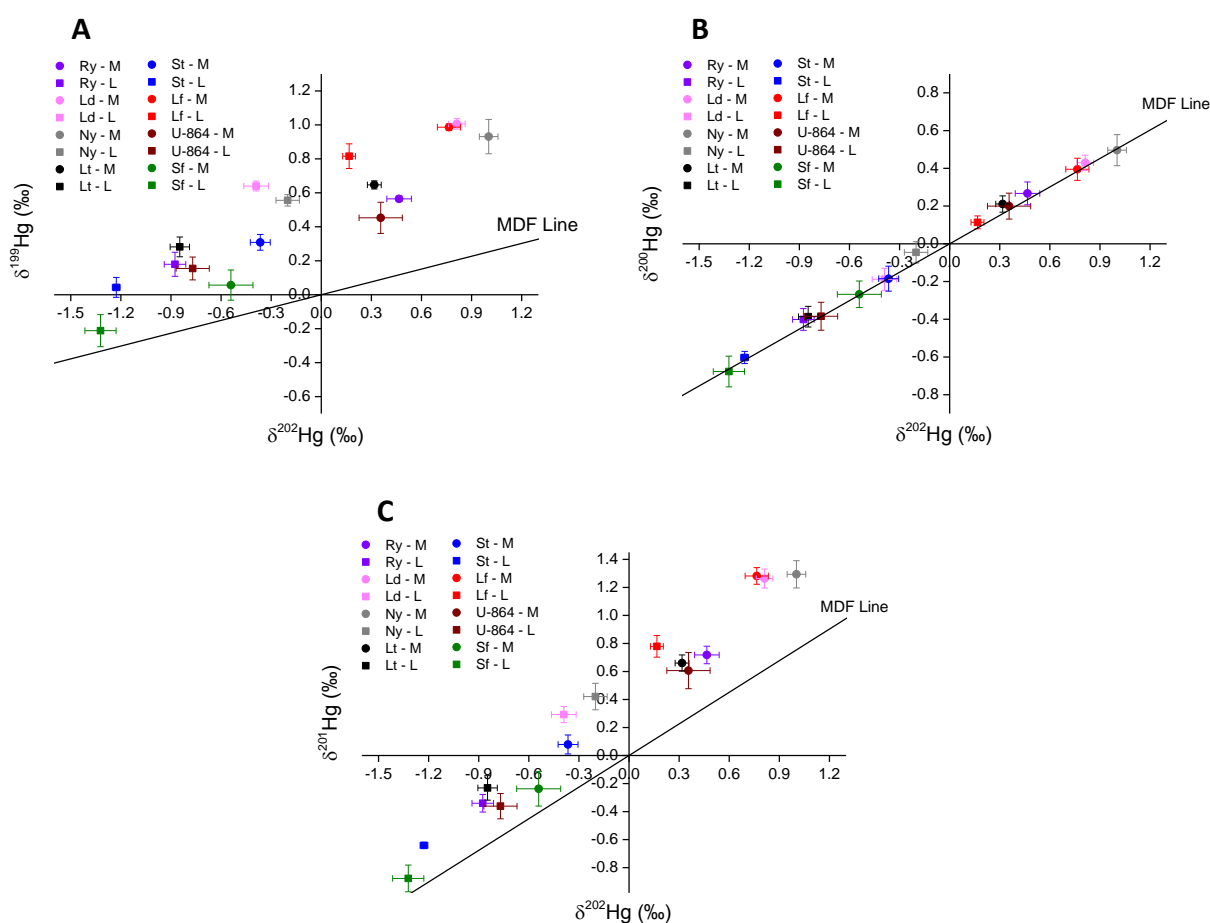 A
Ry - M St - M
Ry - L St - L
Ld - M Lf - M
Ld - L Lf - L
Ny - M U-864 - M
Ny - L U-864 - L
Lt - M Sf - M
Lt - L Sf - L
1.2
1.0
0.8
0.6
0.4
0.2
0.0
-0.2
-0.4
-0.6
-1.5 -1.2 -0.9 -0.6 -0.3 0.0 0.3 0.6 0.9 1.2
MDF Line
δ199Hg (‰)
δ202Hg (‰)
B
Ry - M St - M
Ry - L St - L
Ld - M Lf - M
Ld - L Lf - L
Ny - M U-864 - M
Ny - L U-864 - L
Lt - M Sf - M
Lt - L Sf - L
0.8
0.6
0.4
0.2
0.0
-0.2
-0.4
-0.6
-0.8
-1.5 -1.2 -0.9 -0.6 -0.3 0.0 0.3 0.6 0.9 1.2
MDF Line
δ200Hg (‰)
δ202Hg (‰)
C
Ry - M St - M
Ry - L St - L
Ld - M Lf - M
Ld - L Lf - L
Ny - M U-864 - M
Ny - L U-864 - L
Lt - M Sf - M
Lt - L Sf - L
1.4
1.2
1.0
0.8
0.6
0.4
0.2
0.0
-0.2
-0.4
-0.6
-0.8
-1.5 -1.2 -0.9 -0.6 -0.3 0.0 0.3 0.6 0.9 1.2
MDF Line
δ201Hg (‰)
δ202Hg (‰)